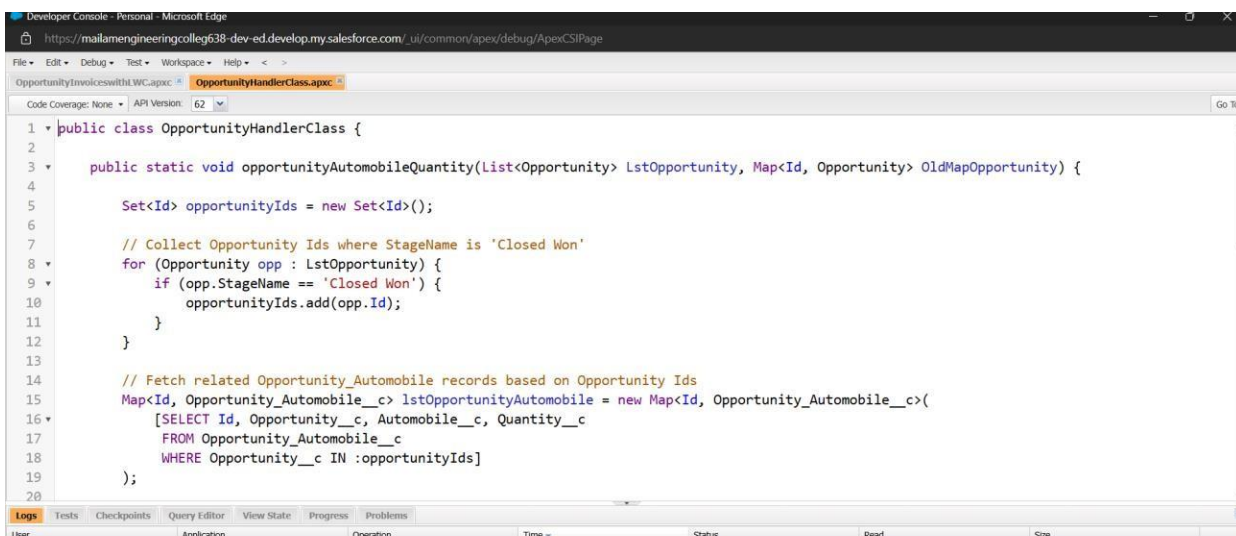 Developer Console - Personal - Microsoft Edge
https://mailamengineeringcolleg638-dev-ed.develop.my.salesforce.com/_ui/common/apex/debug/ApexCSIPage
File Edit Debug Test Workspace Help < >
OpportunityInvoiceswithLWC.apxc OpportunityHandlerClass.apxc
Code Coverage: None API Version: 62 Go To
1 public class OpportunityHandlerClass {
2
3 public static void opportunityAutomobileQuantity(List<Opportunity> LstOpportunity, Map<Id, Opportunity> OldMapOpportunity) {
4
5 Set<Id> opportunityIds = new Set<Id>();
6
7 // Collect Opportunity Ids where StageName is 'Closed Won'
8 for (Opportunity opp : LstOpportunity) {
9 if (opp.StageName == 'Closed Won') {
10 opportunityIds.add(opp.Id);
11 }
12 }
13
14 // Fetch related Opportunity_Automobile records based on Opportunity Ids
15 Map<Id, Opportunity_Automobile__c> lstOpportunityAutomobile = new Map<Id, Opportunity_Automobile__c>(
16 [SELECT Id, Opportunity__c, Automobile__c, Quantity__c
17 FROM Opportunity_Automobile__c
18 WHERE Opportunity__c IN :opportunityIds]
19 );
20
Logs Tests Checkpoints Query Editor View State Progress Problems
User Application Operation Time Status Read Size